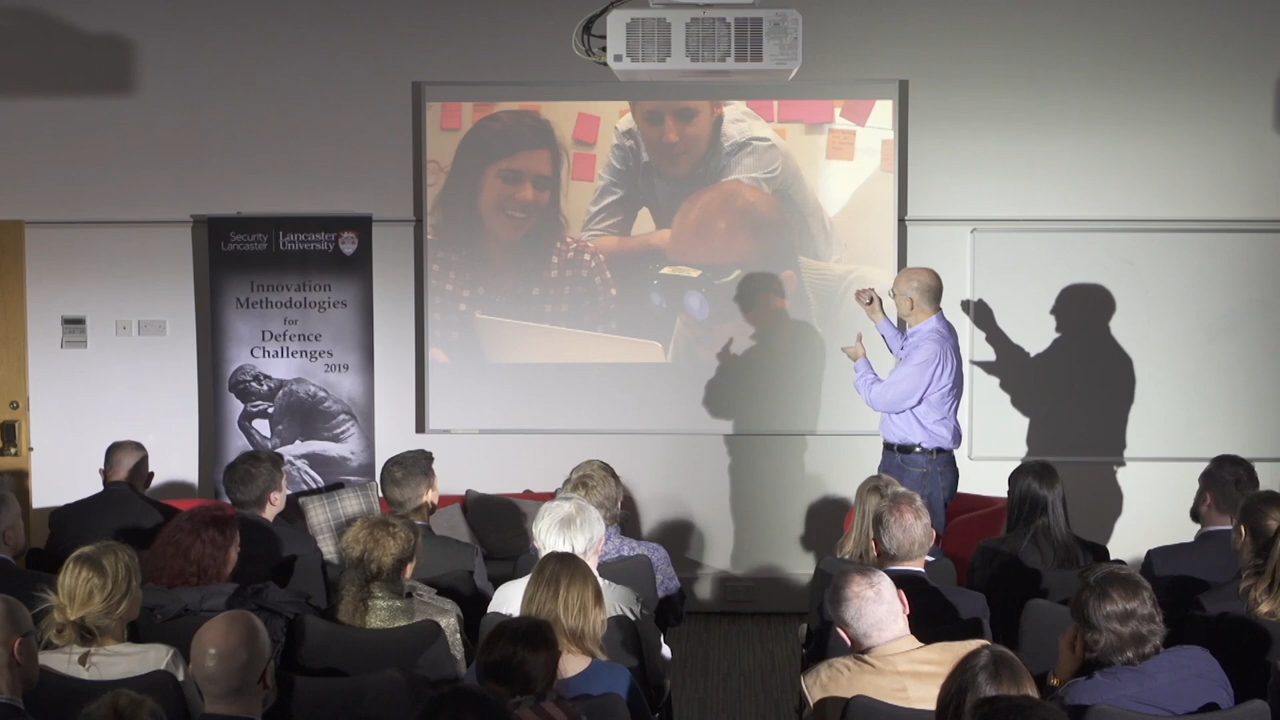 Security
Lancaster
Lancaster
University
Innovation
Methodologies
for
Defence
Challenges
2019